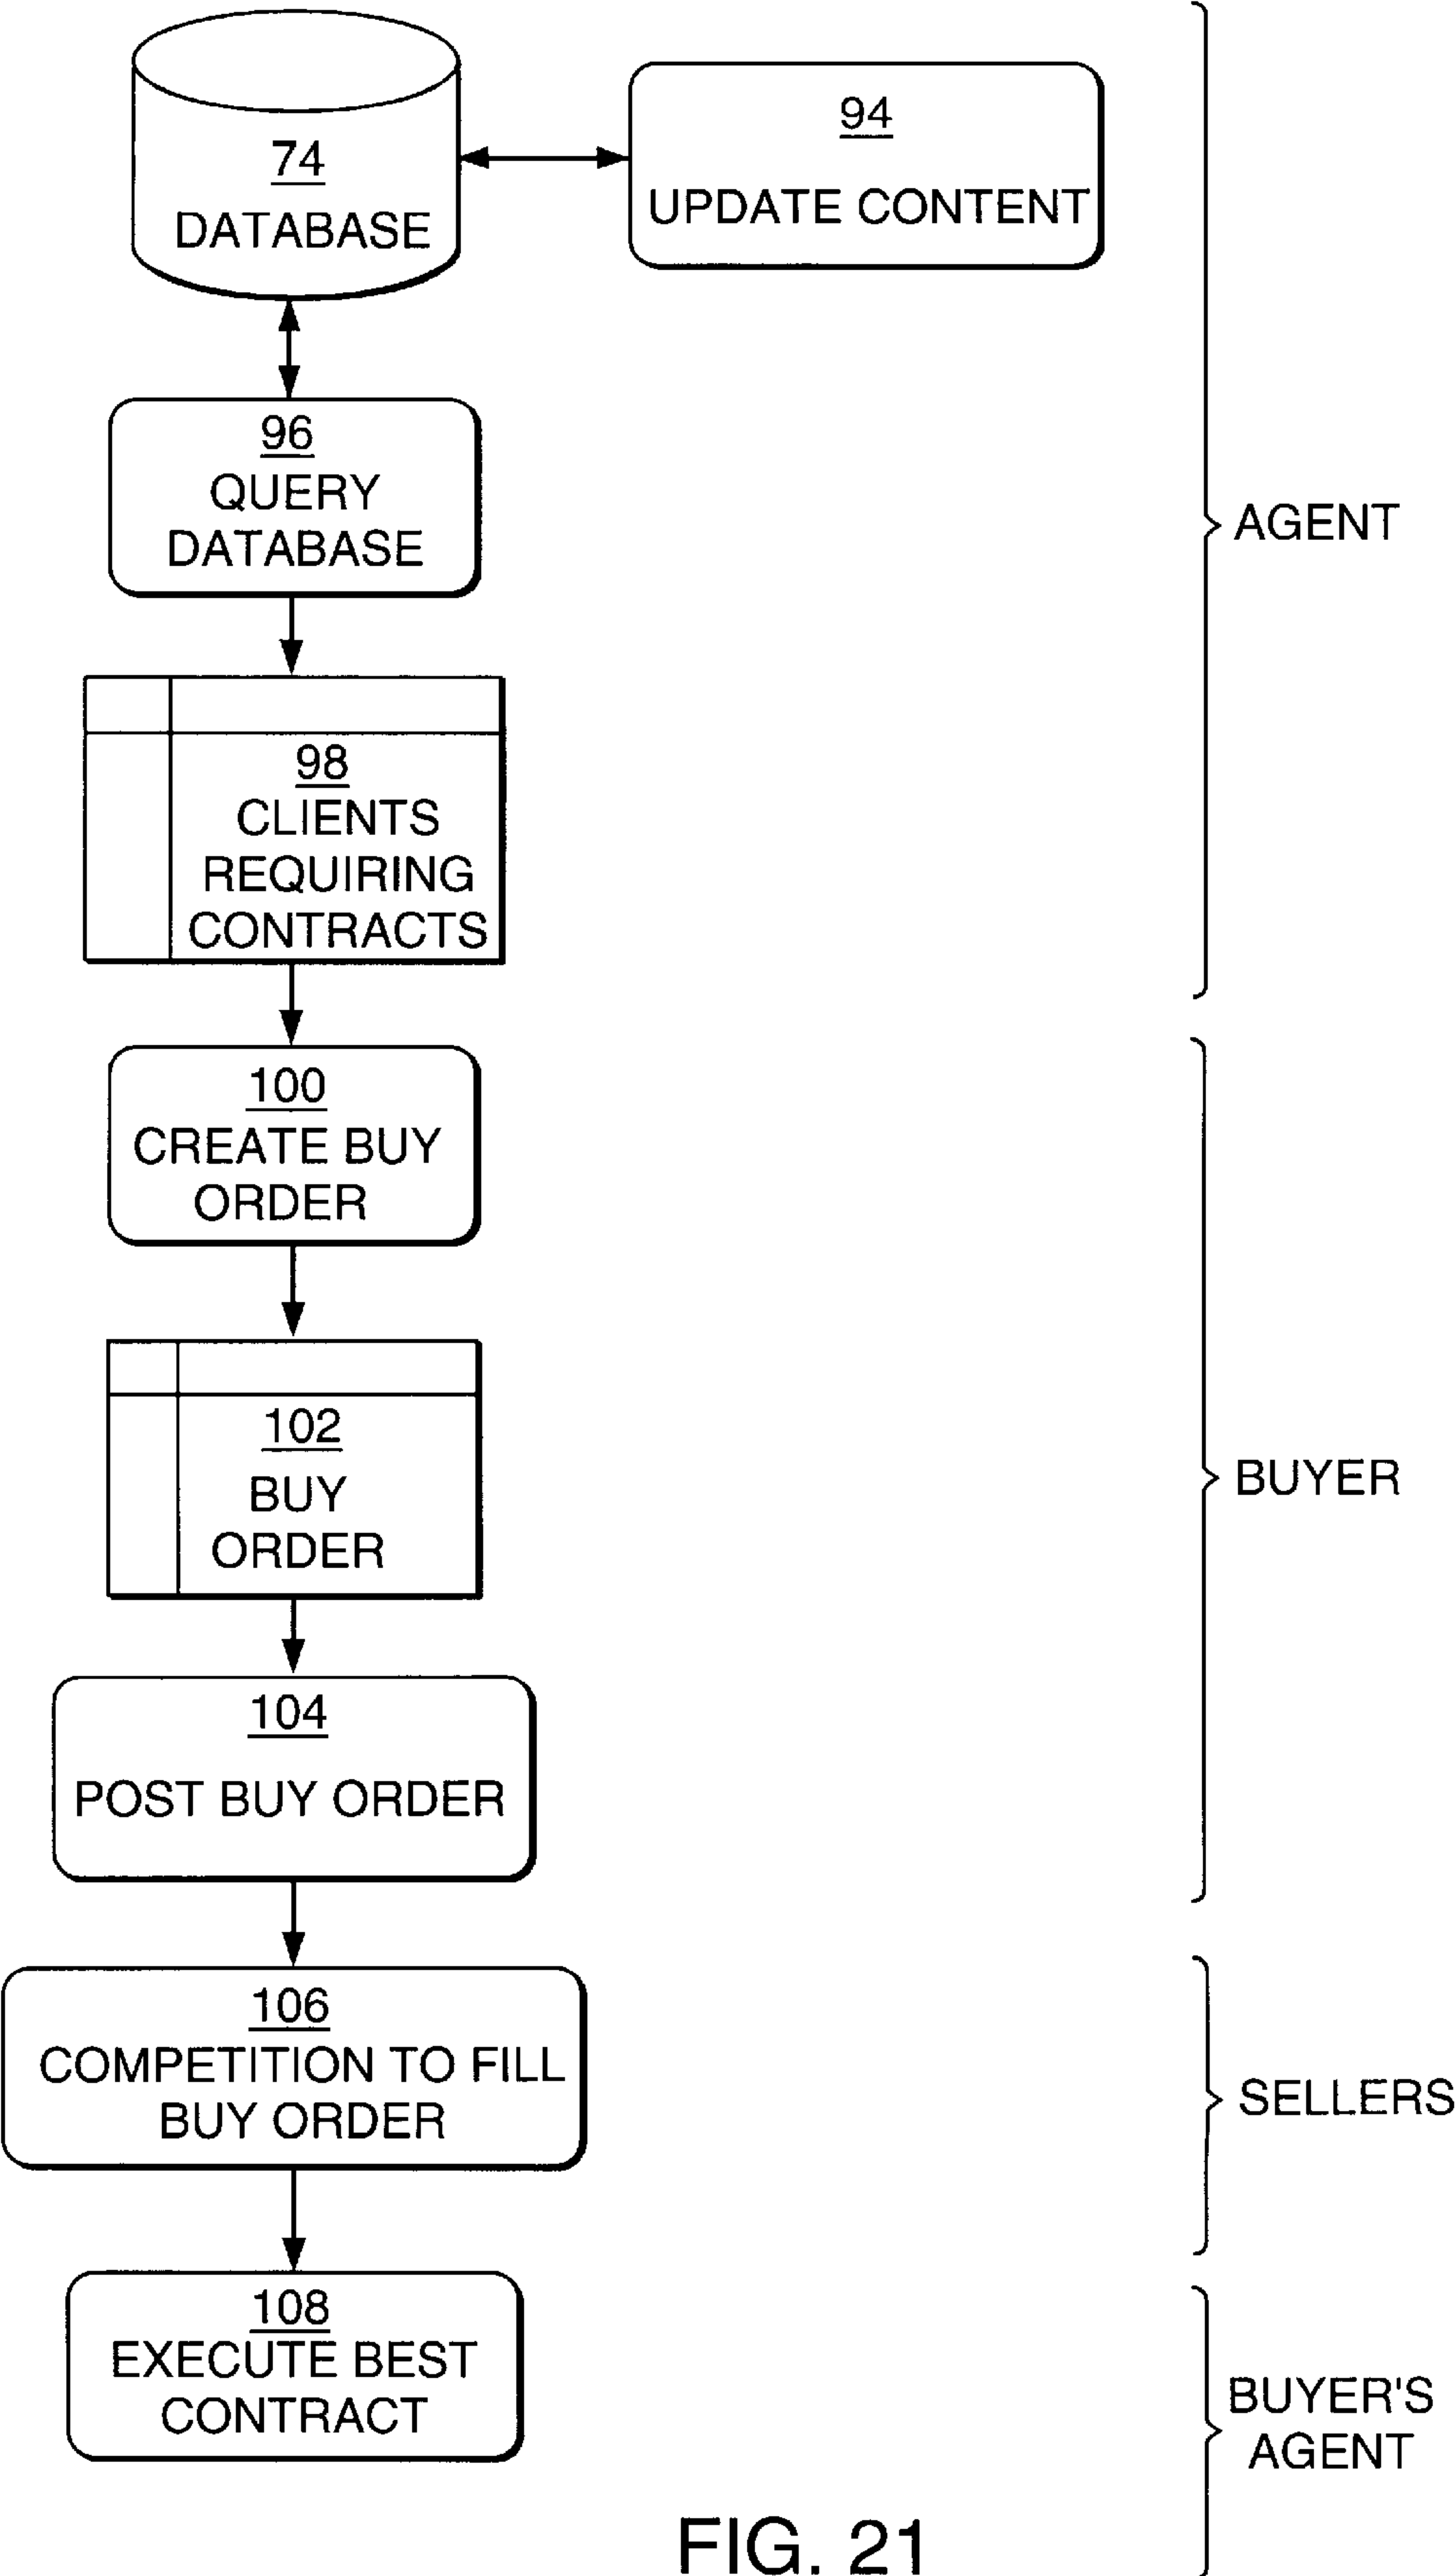 74
DATABASE
94
UPDATE CONTENT
96
QUERY
DATABASE
AGENT
98
CLIENTS
REQUIRING
CONTRACTS
100
CREATE BUY
ORDER
102
BUY
ORDER
BUYER
104
POST BUY ORDER
106
COMPETITION TO FILL
BUY ORDER
SELLERS
108
EXECUTE BEST
CONTRACT
BUYER'S
AGENT
FIG. 21